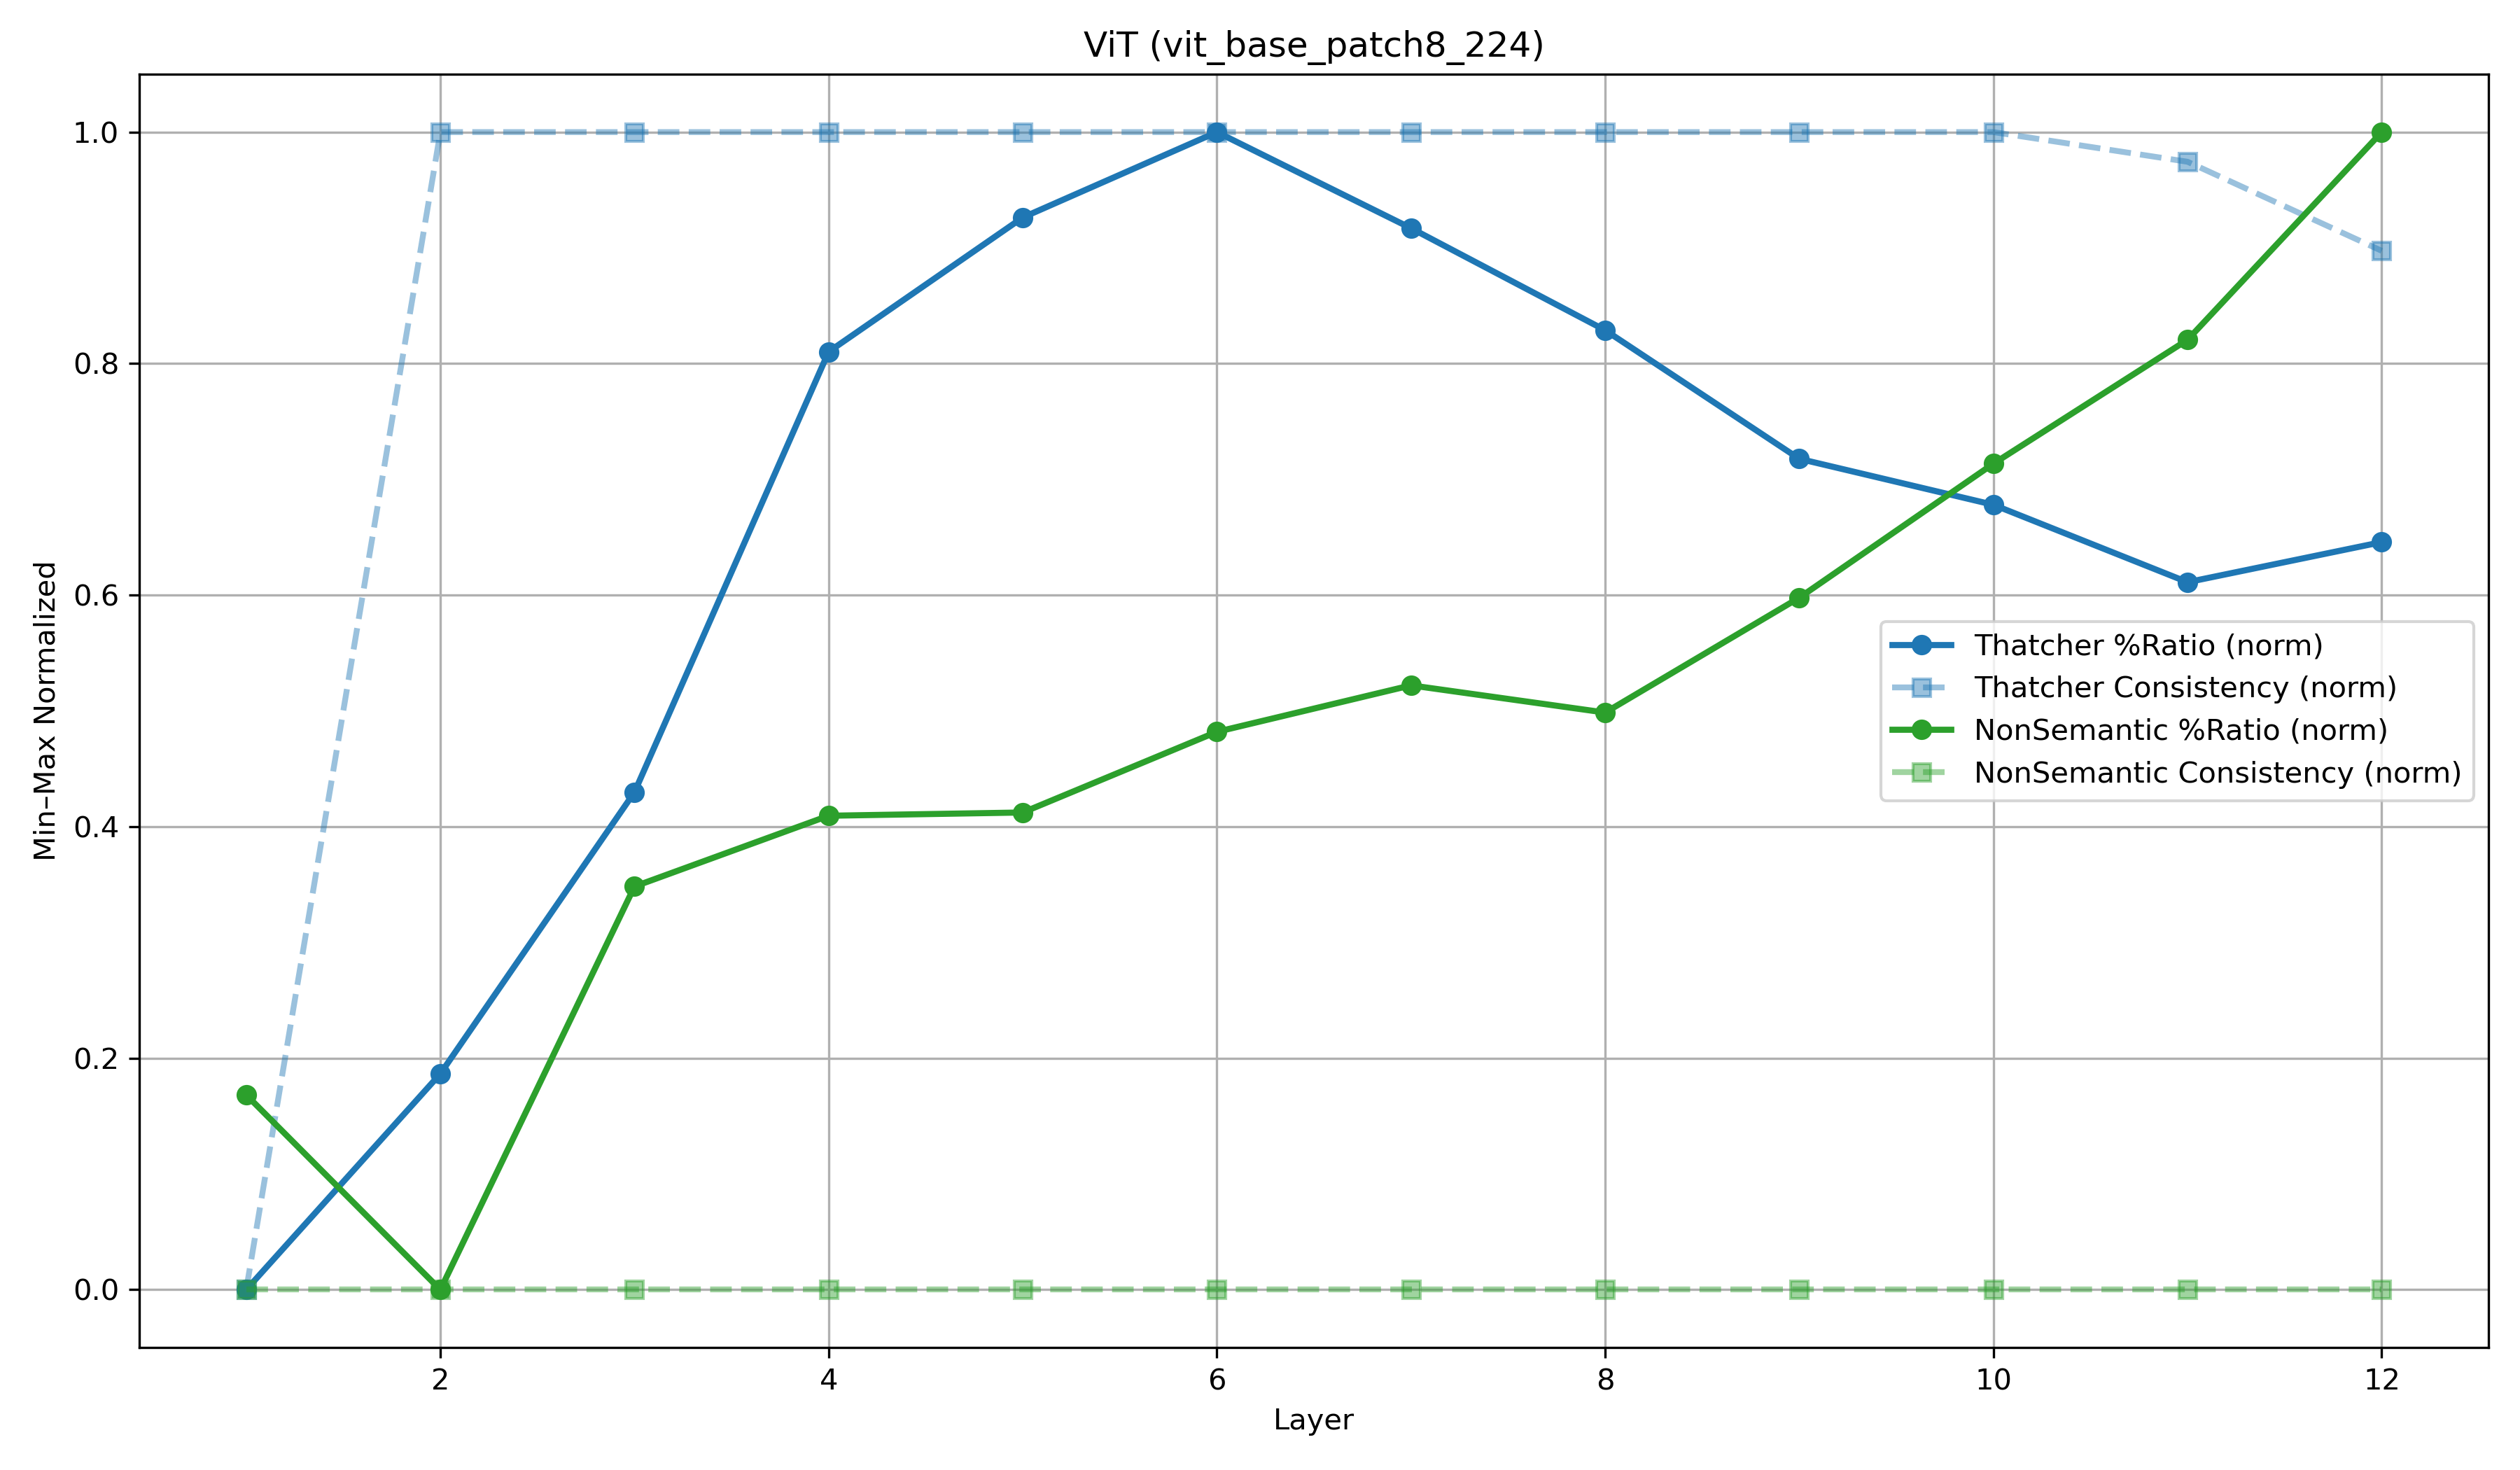 ViT (vit_base_patch8_224)
Min–Max Normalized
1.0
0.8
0.6
0.4
0.2
0.0
Thatcher %Ratio (norm)
Thatcher Consistency (norm)
NonSemantic %Ratio (norm)
NonSemantic Consistency (norm)
2 4 6 8 10 12
Layer